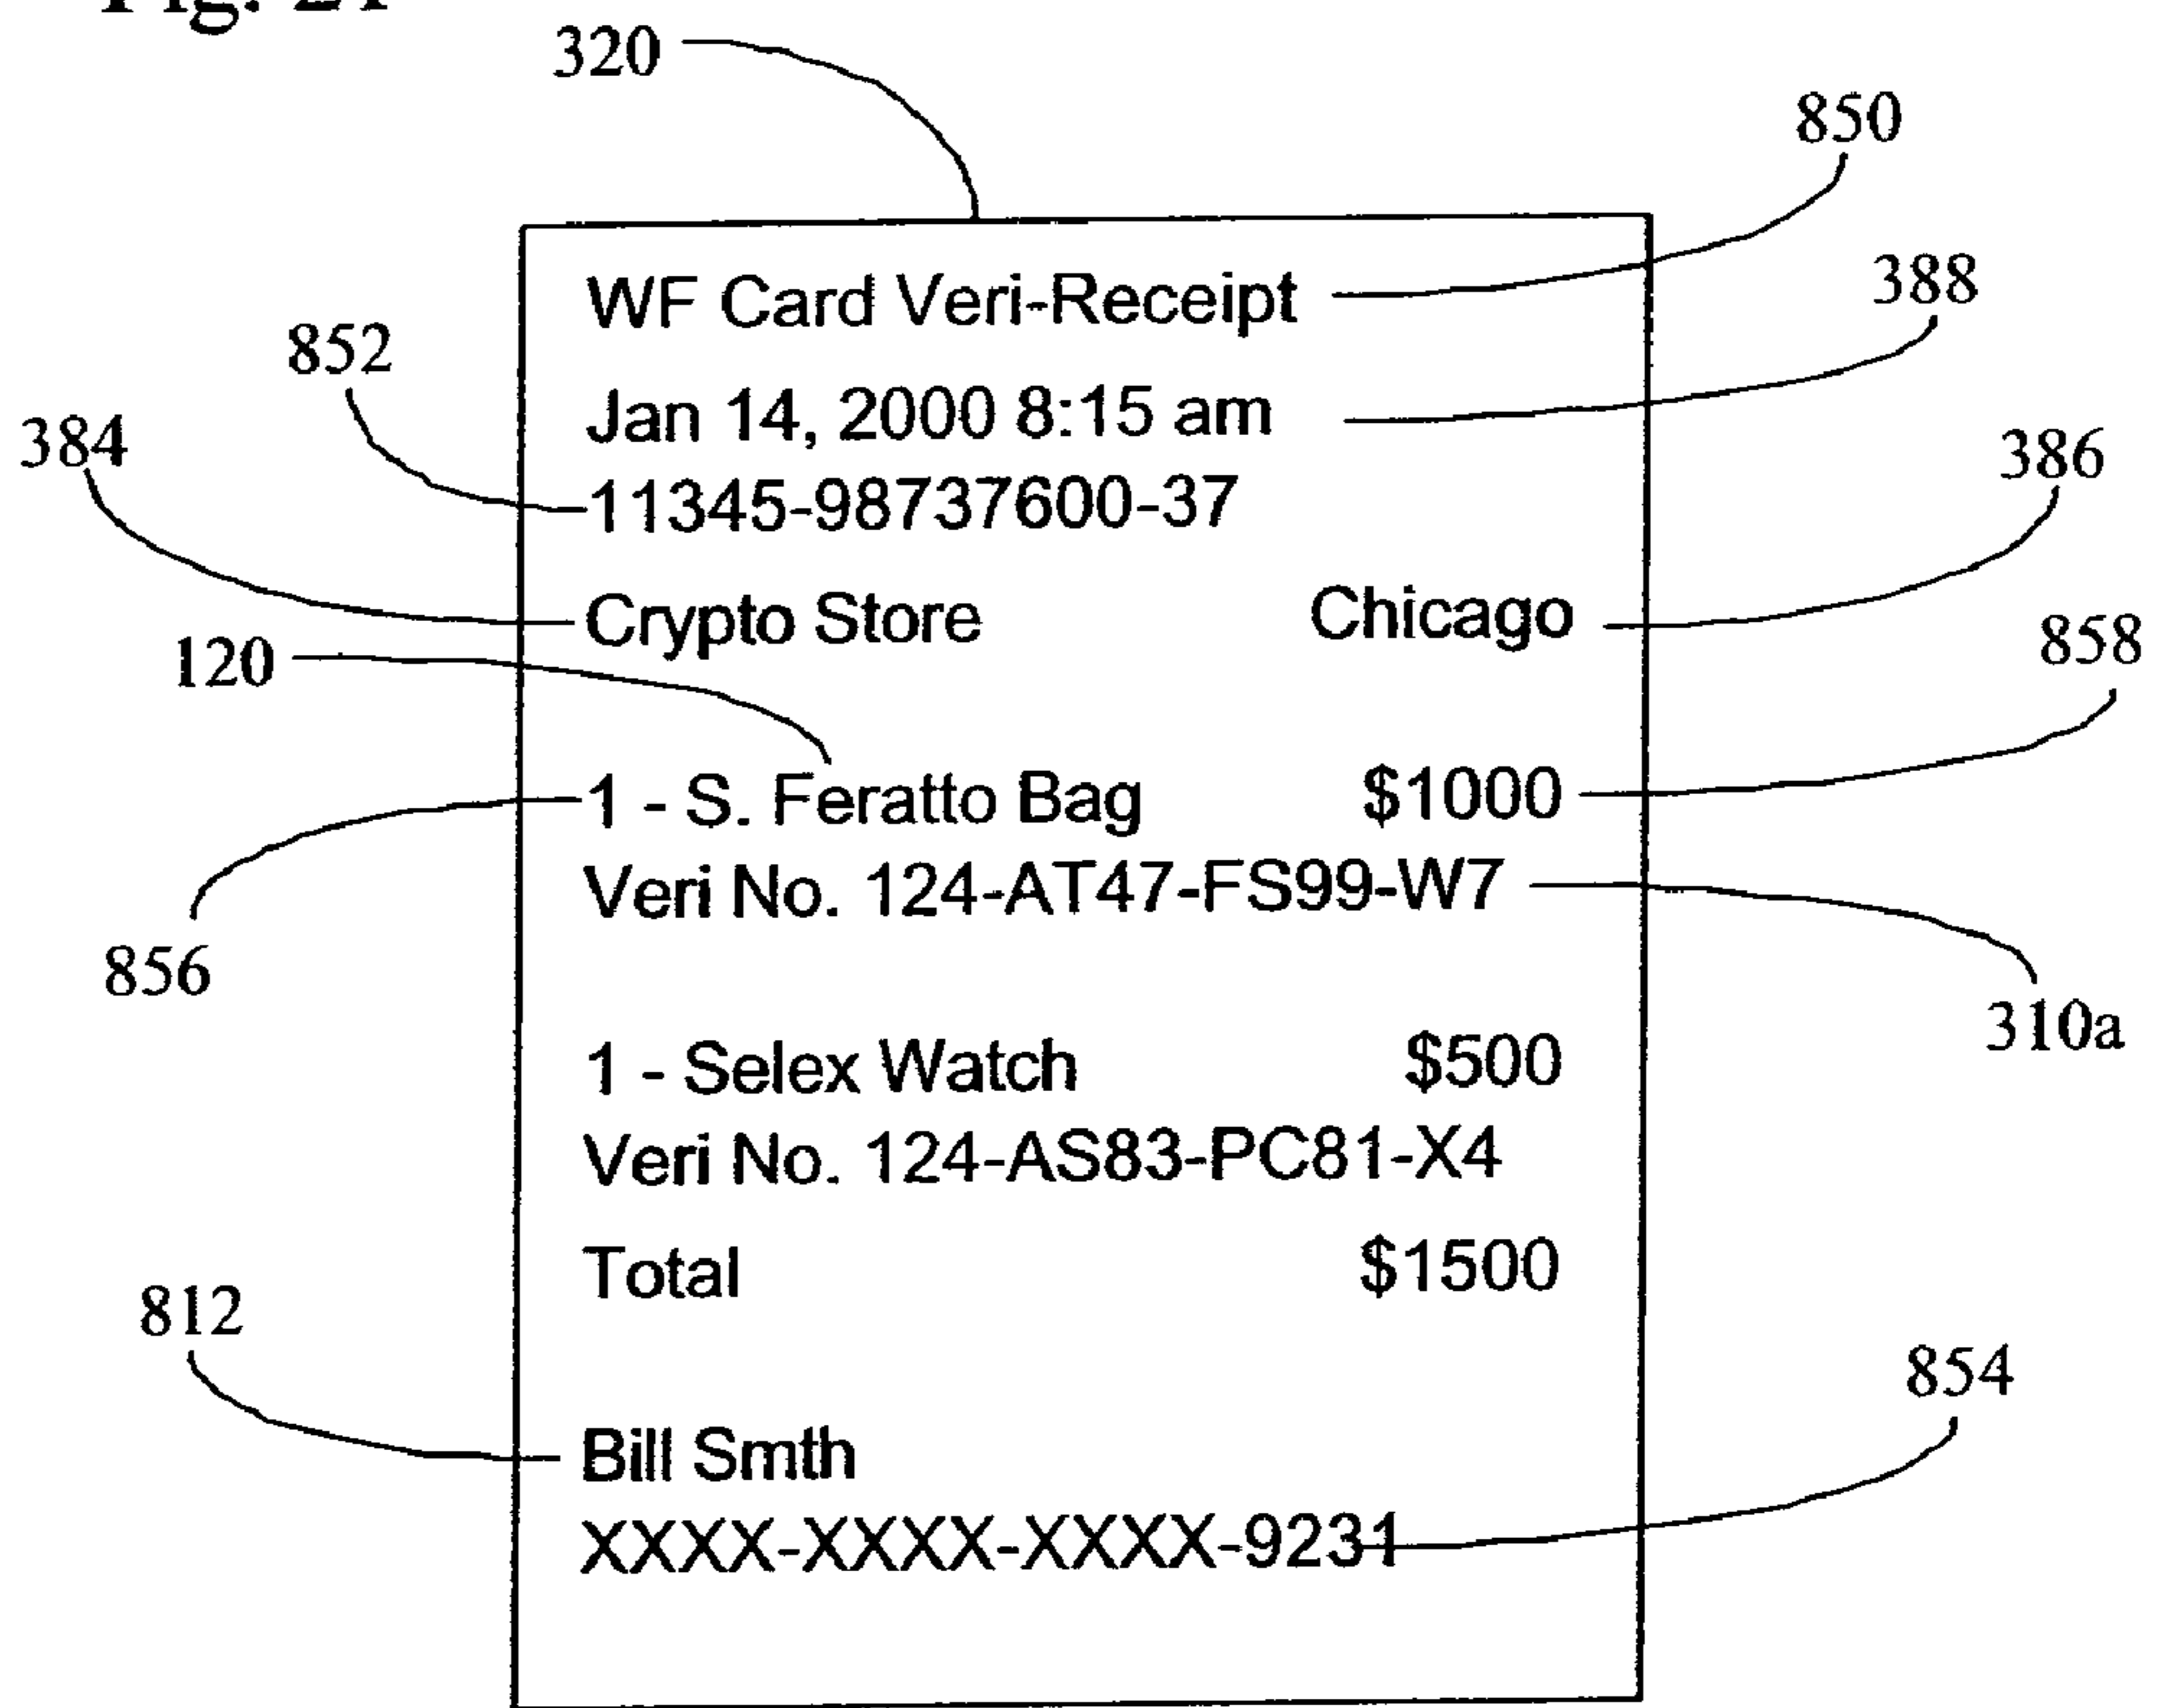 Fig. 21
320
850
WF Card Veri-Receipt
388
852
Jan 14, 2000 8:15 am
384
386
11345-98737600-37
Crypto Store Chicago
120
858
1 - S. Feratto Bag $1000
Veri No. 124-AT47-FS99-W7
856
310a
1 - Selex Watch $500
Veri No. 124-AS83-PC81-X4
Total $1500
812
854
Bill Smth
XXXX-XXXX-XXXX-9231